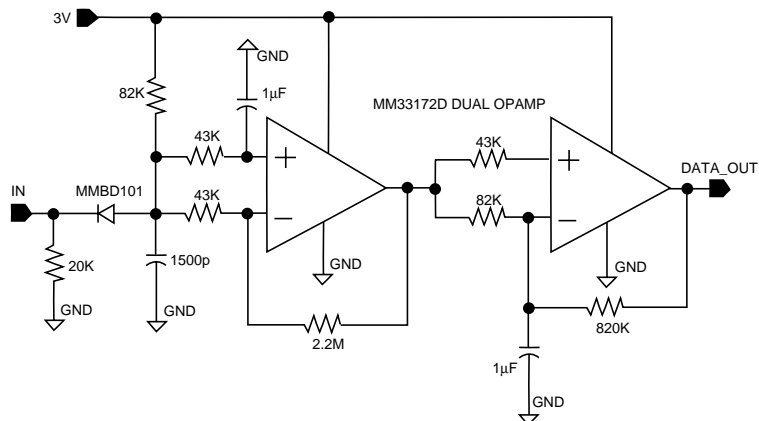 3V
GND
82K
1μF
MM33172D DUAL OPAMP
43K
43K
DATA_OUT
IN
MMBD101
43K
82K
20K
1500p
GND
GND
GND
GND
2.2M
820K
1μF
GND